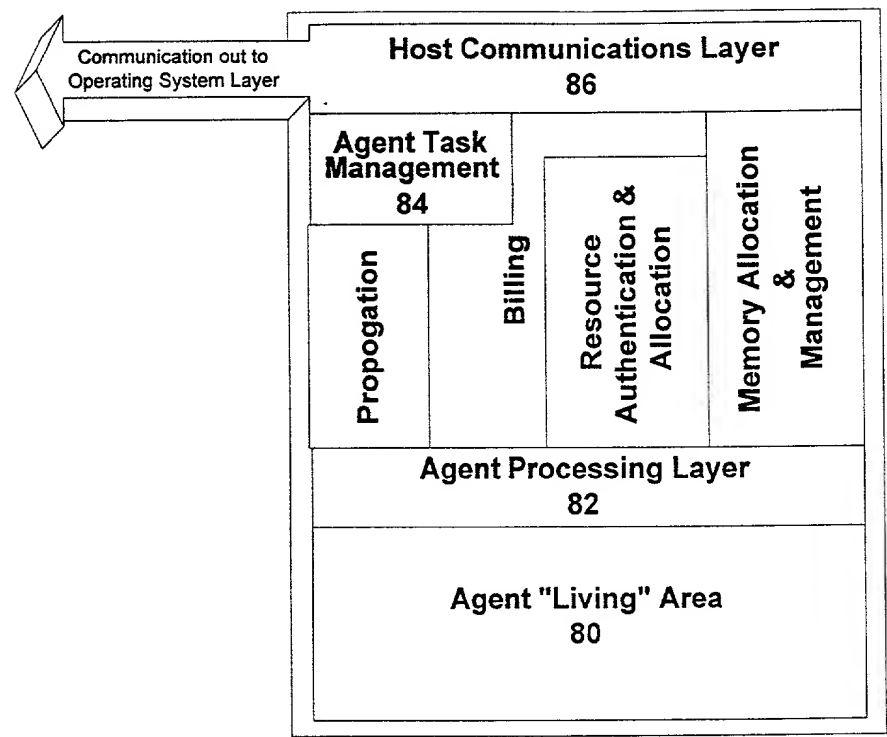 Communication out to
Operating System Layer
Host Communications Layer
86
Agent Task
Management
84
Propogation
Billing
Resource
Authentication &
Allocation
Memory Allocation
&
Management
Agent Processing Layer
82
Agent "Living" Area
80